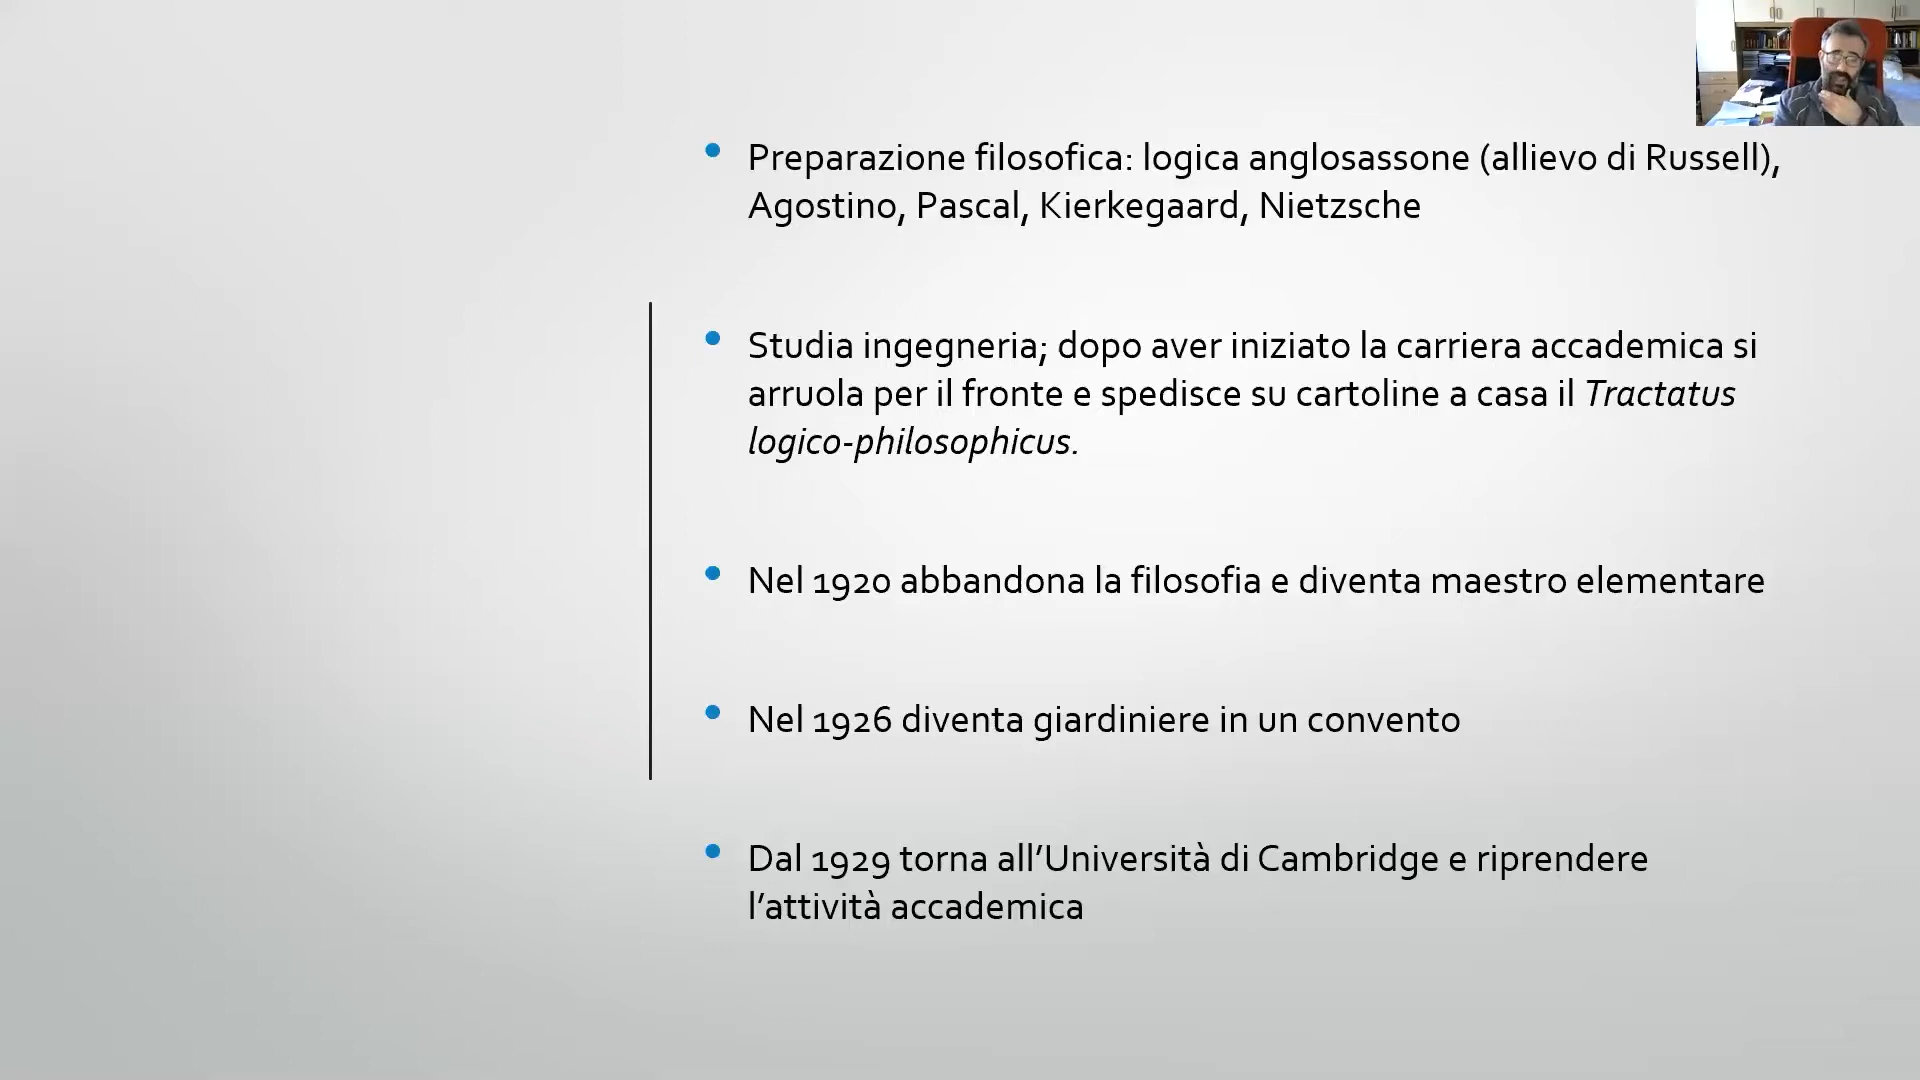 Preparazione filosofica: logica anglosassone (allievo di Russell),
Agostino, Pascal, Kierkegaard, Nietzsche
Studia ingegneria; dopo aver iniziato la carriera accademica si
arruola per il fronte e spedisce su cartoline a casa il Tractatus
logico-philosophicus.
Nel 1920 abbandona la filosofia e diventa maestro elementare
Nel 1926 diventa giardiniere in un convento
Dal 1929 torna all’Università di Cambridge e riprendere
l’attività accademica